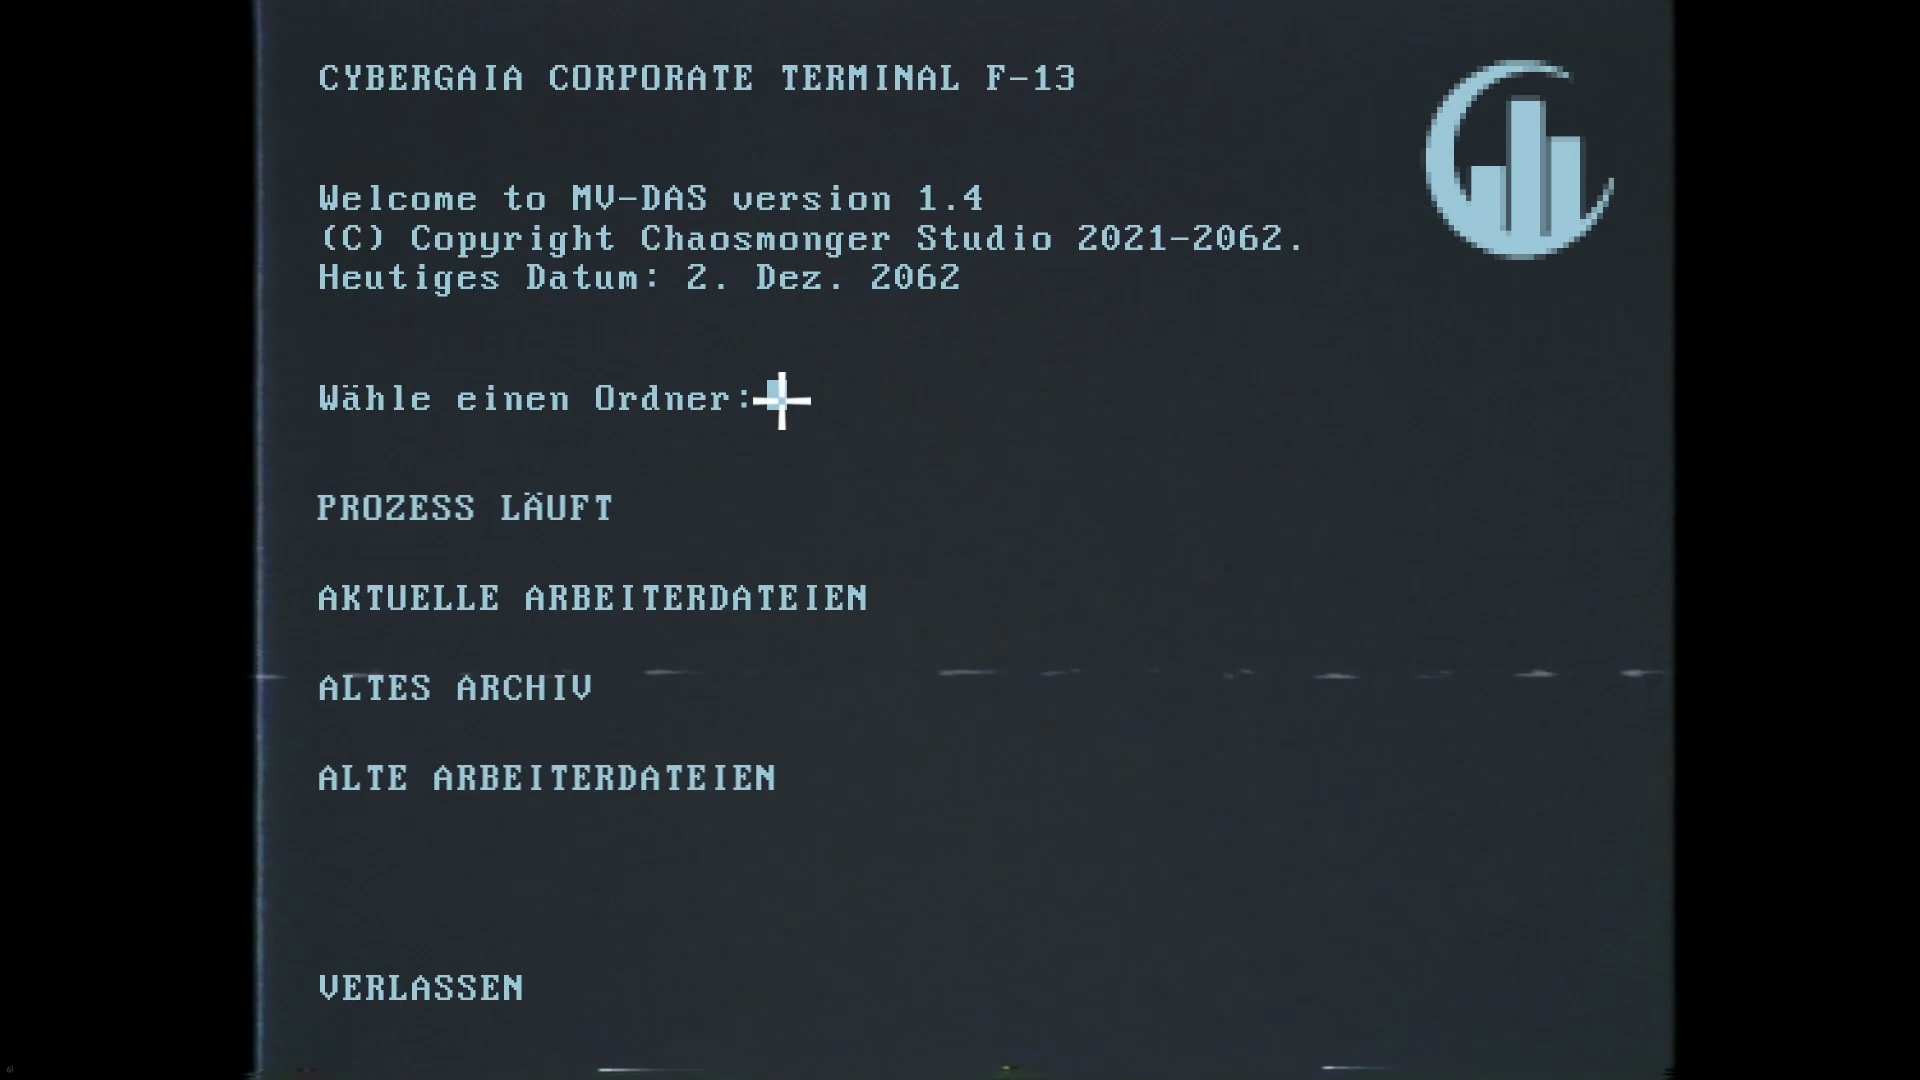 CYBERGAIA CORPORATE TERMINAL F-13
Welcome to MV-DAS version 1.4
(C) Copyright Chaosmonger Studio 2021-2062.
Heutiges Datum: 2. Dez. 2062
Wähle einen Ordner:
PROZESS LÄUFT
AKTUELLE ARBEITERDATEIEN
ALTES ARCHIV
ALTE ARBEITERDATEIEN
VERLASSEN